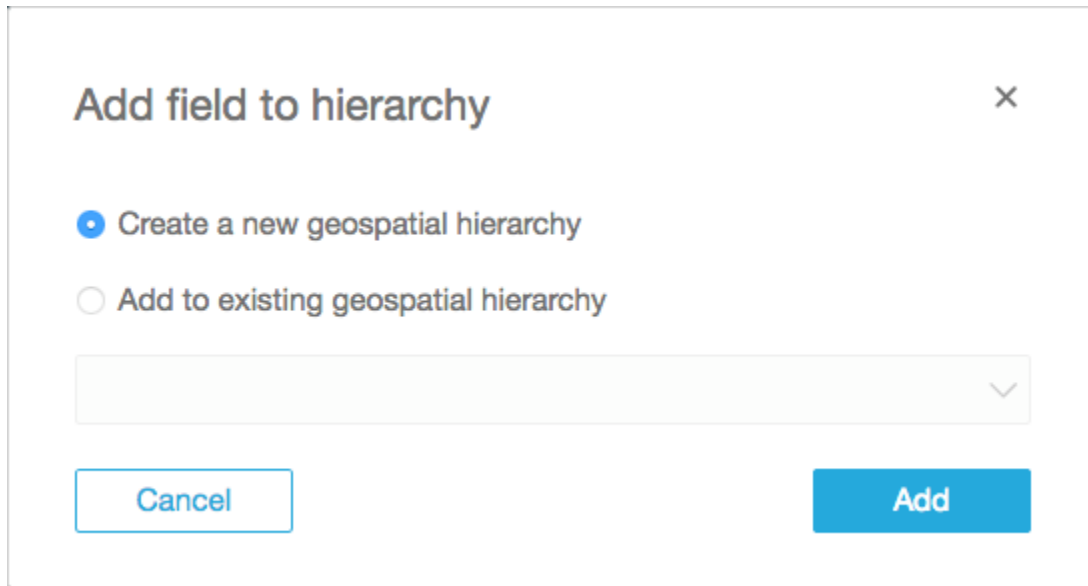 Add field to hierarchy
Create a new geospatial hierarchy
Add to existing geospatial hierarchy
Cancel
Add